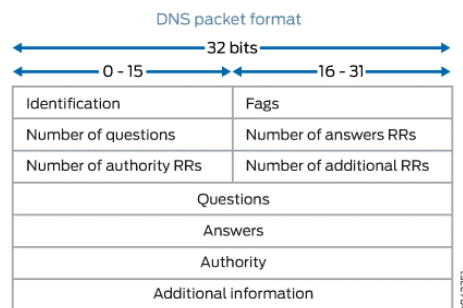 DNS packet format
32 bits
0 - 15 16 - 31
Identification Fags
Number of questions Number of answers RRs
Number of authority RRs Number of additional RRs
Questions
Answers
Authority
Additional information